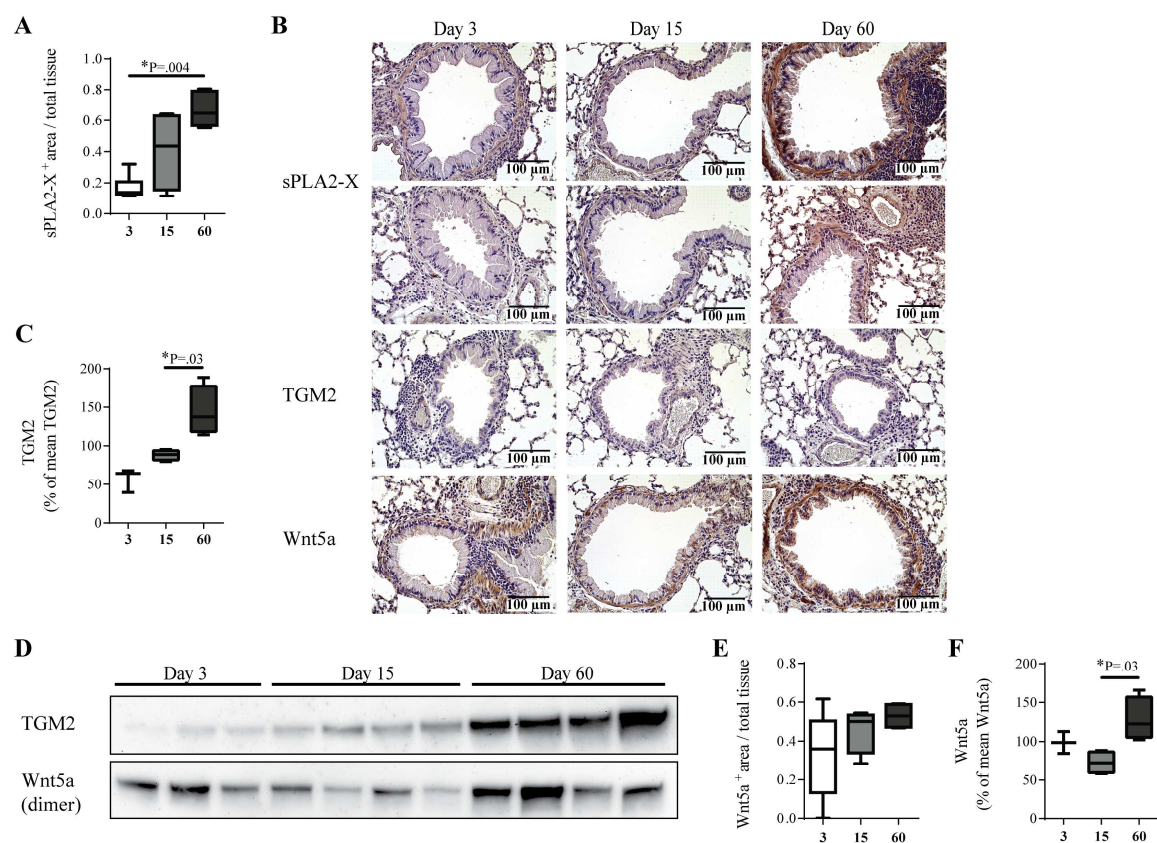 A
sPLA2-X + area / total tissue
1.0
0.8
0.6
0.4
0.2
0.0
*P=.004
3 15 60
B
Day 3 Day 15 Day 60
sPLA2-X
100 µm 100 µm 100 µm
100 µm 100 µm 100 µm
TGM2
100 µm 100 µm 100 µm
Wnt5a
100 µm 100 µm 100 µm
C
TGM2
(% of mean TGM2)
200
150
100
50
0
*P=.03
3 15 60
D
Day 3 Day 15 Day 60
TGM2
Wnt5a
(dimer)
E
Wnt5a + area / total tissue
0.8
0.6
0.4
0.2
0.0
3 15 60
F
Wnt5a
(% of mean Wnt5a)
200
150
100
50
0
*P=.03
3 15 60